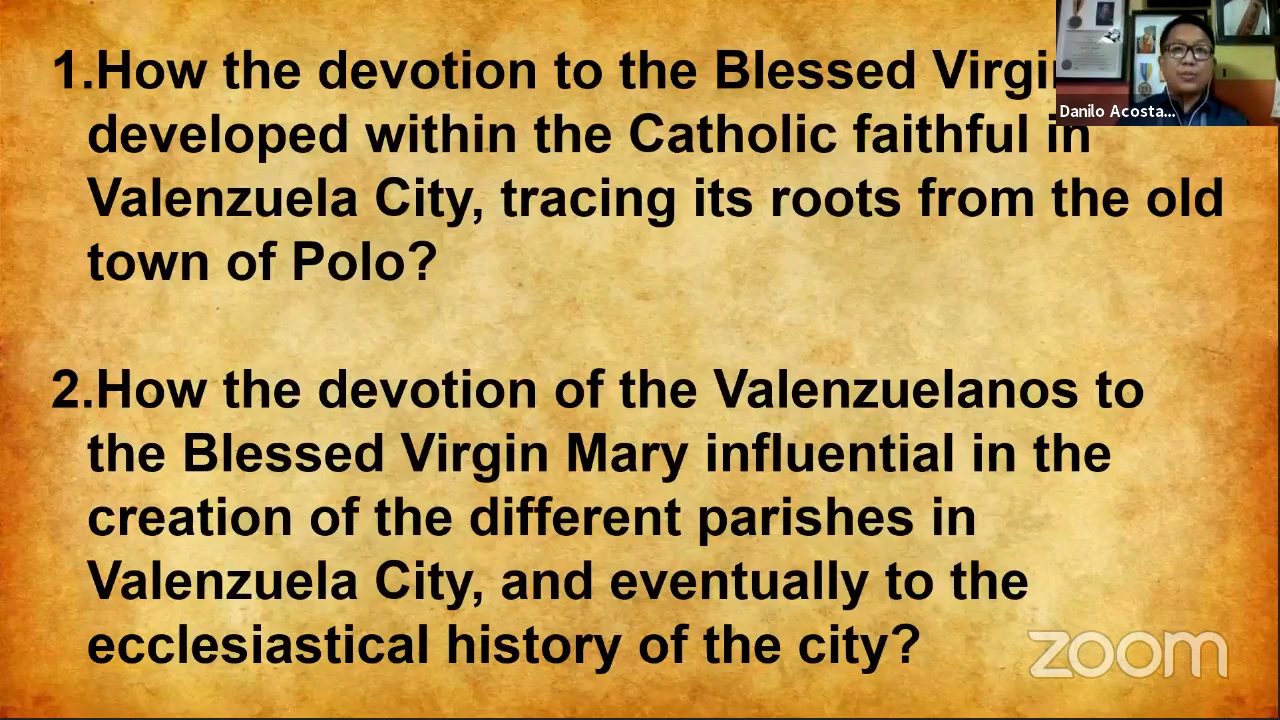 1.How the devotion to the Blessed
developed within the Catholic faithful in
Valenzuela City, tracing its roots from the old
town of Polo?
2.How the devotion of the Valenzuelanos to
the Blessed Virgin Mary influential in the
creation of the different parishes in
Valenzuela City, and eventually to the
ecclesiastical history of the city?
Danilo Acosta...
zoom